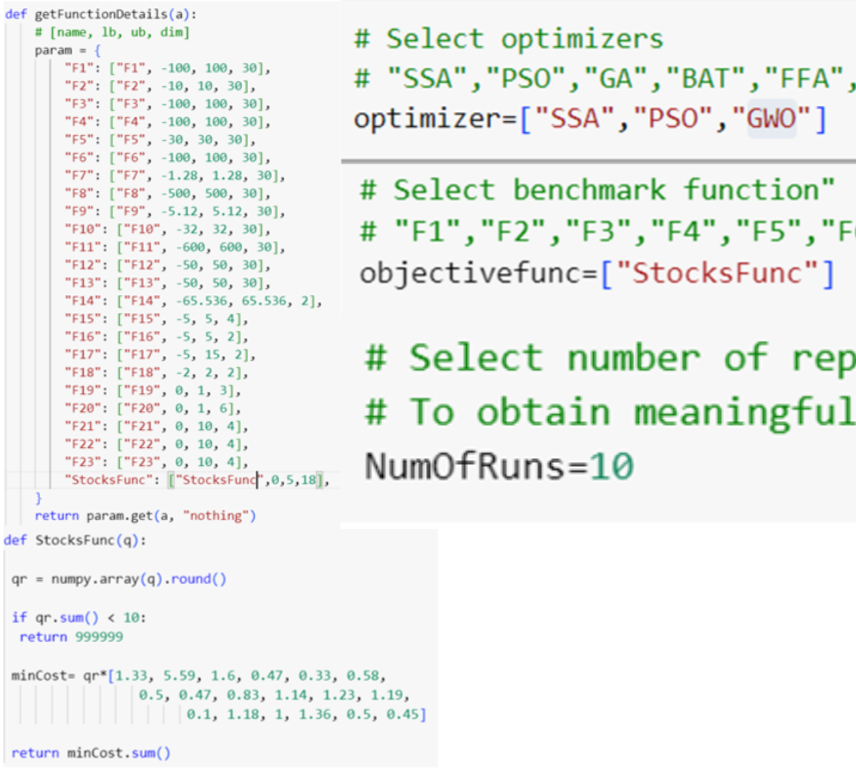 def getFunctionDetails(a):
# [name, lb, ub, dim]
param = {
"F1": ["F1", -100, 100, 30],
"F2": ["F2", -10, 10, 30],
"F3": ["F3", -100, 100, 30],
"F4": ["F4", -100, 100, 30],
"F5": ["F5", -30, 30, 30],
"F6": ["F6", -100, 100, 30],
"F7": ["F7", -1.28, 1.28, 30],
"F8": ["F8", -500, 500, 30],
"F9": ["F9", -5.12, 5.12, 30],
"F10": ["F10", -32, 32, 30],
"F11": ["F11", -600, 600, 30],
"F12": ["F12", -50, 50, 30],
"F13": ["F13", -50, 50, 30],
"F14": ["F14", -65.536, 65.536, 2],
"F15": ["F15", -5, 5, 4],
"F16": ["F16", -5, 5, 2],
"F17": ["F17", -5, 15, 2],
"F18": ["F18", -2, 2, 2],
"F19": ["F19", 0, 1, 3],
"F20": ["F20", 0, 1, 6],
"F21": ["F21", 0, 10, 4],
"F22": ["F22", 0, 10, 4],
"F23": ["F23", 0, 10, 4],
"StocksFunc": ["StocksFunc",0,5,18],
}
return param.get(a, "nothing")
# Select optimizers
# "SSA","PSO","GA","BAT","FFA",
optimizer=["SSA","PSO","GWO"]
# Select benchmark function"
# "F1","F2","F3","F4","F5","F
objectivefunc=["StocksFunc"]
# Select number of rep
# To obtain meaningful
NumOfRuns=10
def StocksFunc(q):
qr = numpy.array(q).round()
if qr.sum() < 10:
return 999999
minCost= qr*[1.33, 5.59, 1.6, 0.47, 0.33, 0.58,
0.5, 0.47, 0.83, 1.14, 1.23, 1.19,
0.1, 1.18, 1, 1.36, 0.5, 0.45]
return minCost.sum()